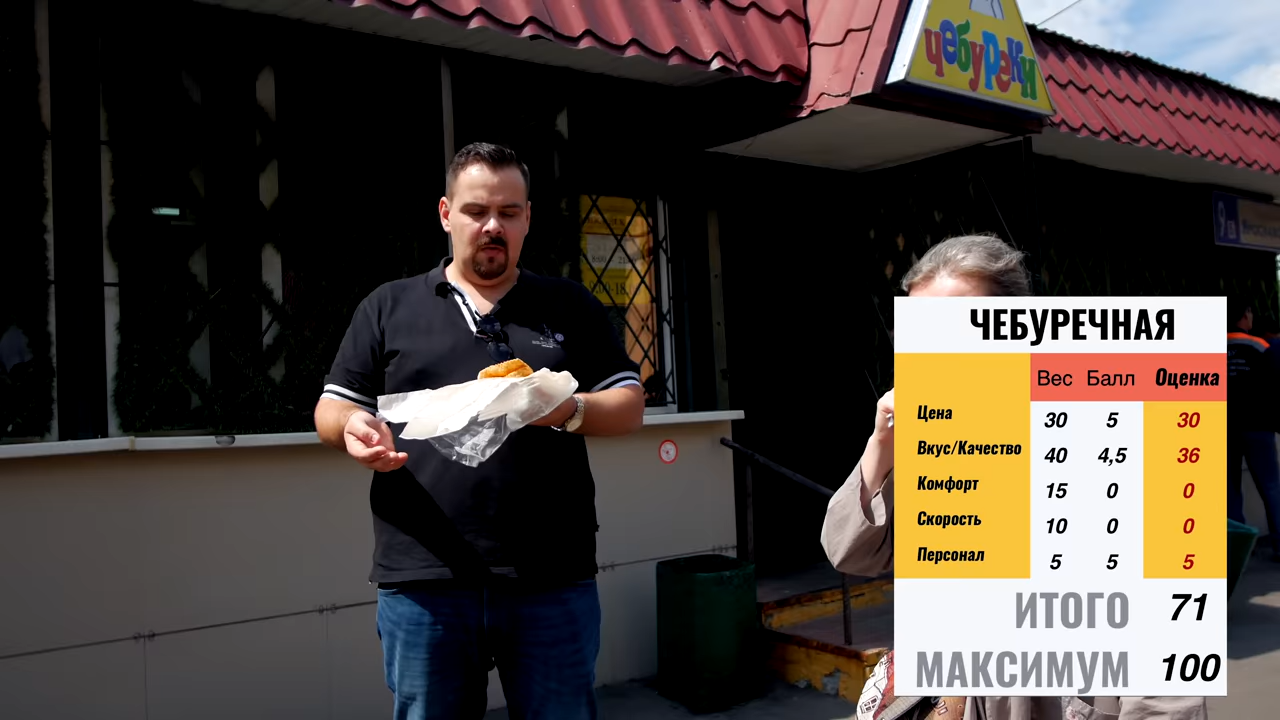 чебуреки
ЧЕБУРЕЧНАЯ
Вес Балл Оценка
Цена 30 5 30
Вкус/Качество 40 4,5 36
Комфорт 15 0 0
Скорость 10 0 0
Персонал 5 5 5
ИТОГО 71
МАКСИМУМ 100